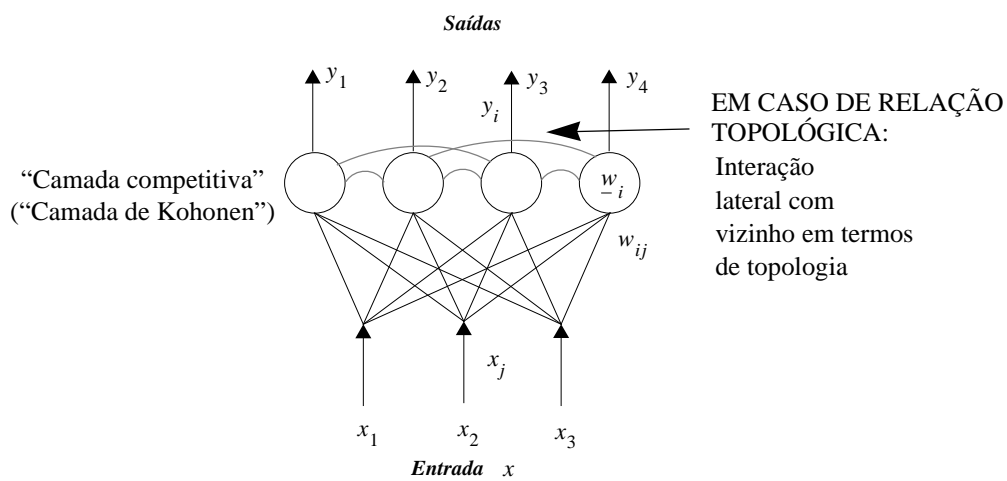 Saídas
y1 y2 y3 y4
yi
EM CASO DE RELAÇÃO
TOPOLÓGICA:
Interação
lateral com
vizinho em termos
de topologia
“Camada competitiva”
(“Camada de Kohonen”)
w i
wij
xj
x1 x2 x3
Entrada x